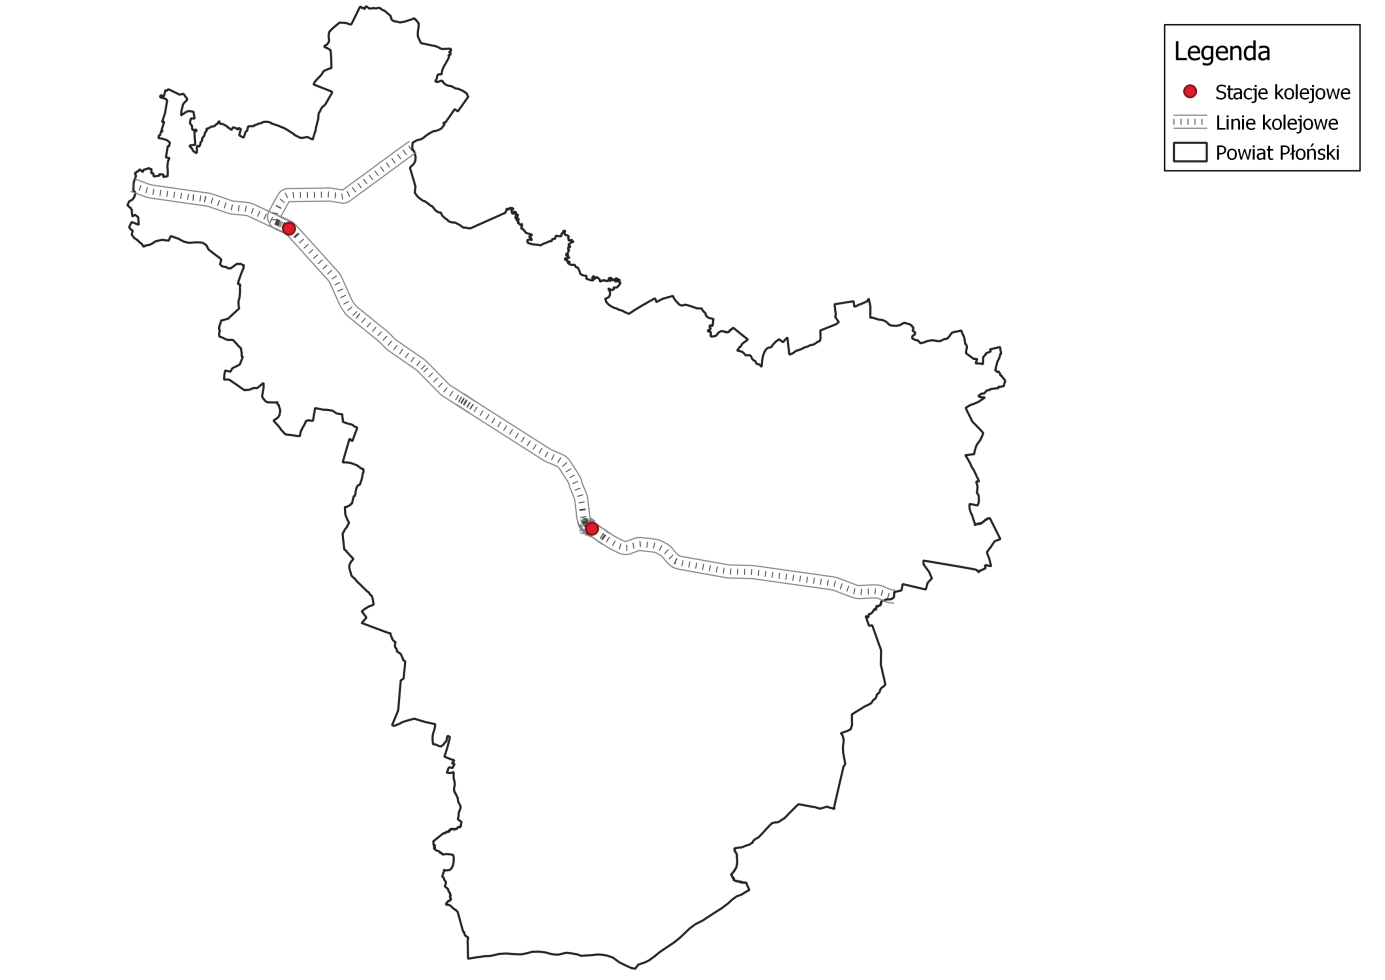 Legenda
Stacje kolejowe
Linie kolejowe
Powiat Płoński